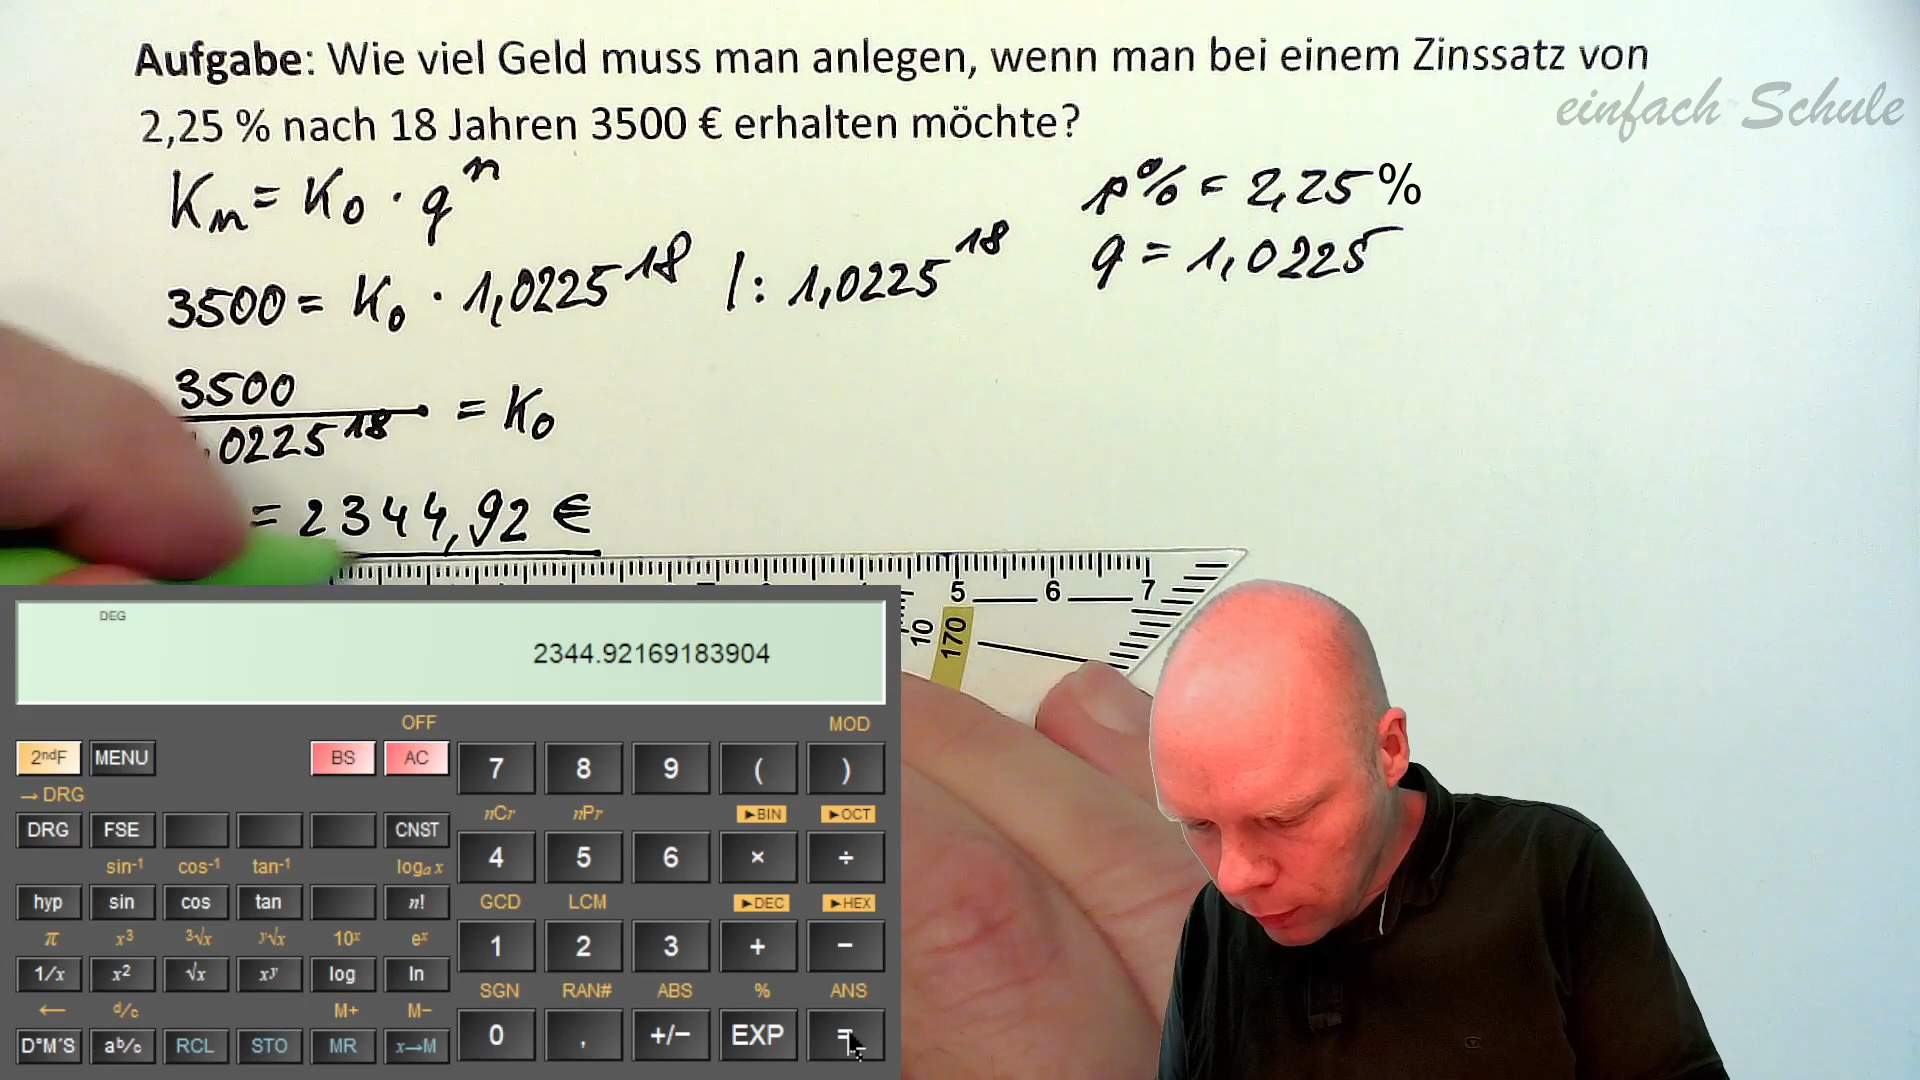 Aufgabe: Wie viel Geld muss man anlegen, wenn man bei einem Zinssatz von
2,25 % nach 18 Jahren 3500 € erhalten möchte?
einfach Schule
Kn = K0 · q^n
p% = 2,25%
q = 1,0225
3500 = K0 · 1,0225^18 |: 1,0225^18
3500
,0225^18 = K0
= 2344,92 €
5 6 7
10 170
DEG
2344.92169183904
OFF MOD
2ndF MENU BS AC 7 8 9 ( )
→DRG nCr nPr ►BIN ►OCT
DRG FSE CNST 4 5 6 × ÷
sin-1 cos-1 tan-1 loga x GCD LCM ►DEC ►HEX
hyp sin cos tan n! 1 2 3 + −
π x³ ³√x y√x 10^x e^x
1/x x² √x x^y log ln
SGN RAN# ABS % ANS
← d/c M+ M−
D°M'S ab/c RCL STO MR x→M 0 , +/− EXP =